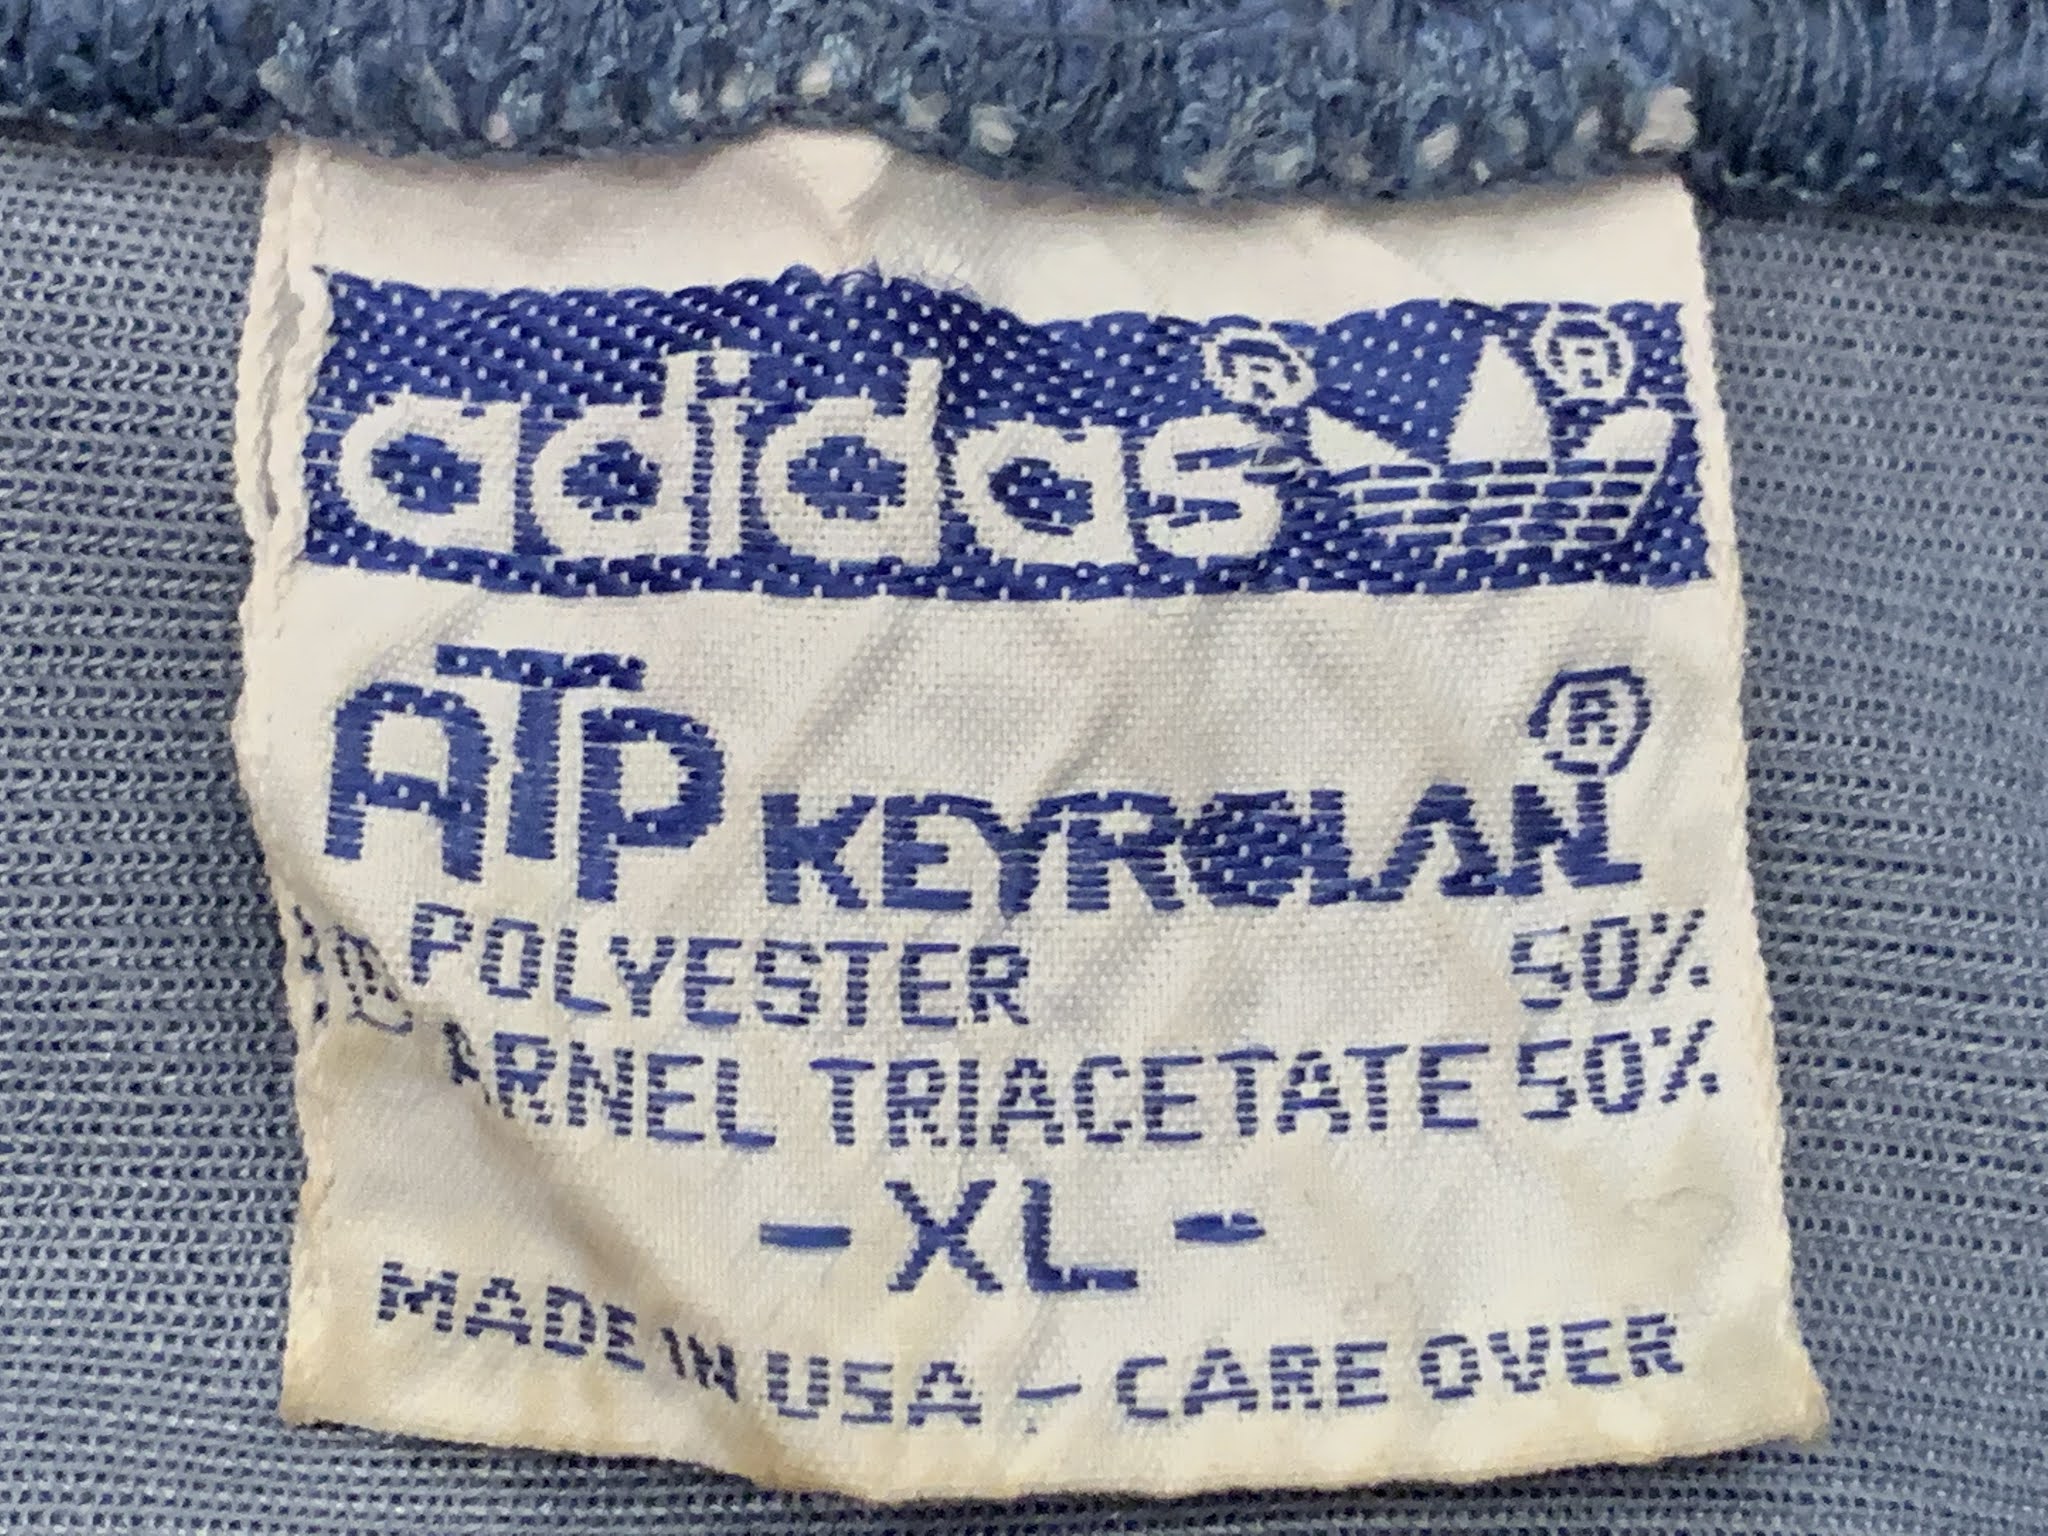 adidas® ®
ATP KEYROLAN®
POLYESTER 50%
ARNEL TRIACETATE 50%
- XL -
MADE IN USA - CARE OVER